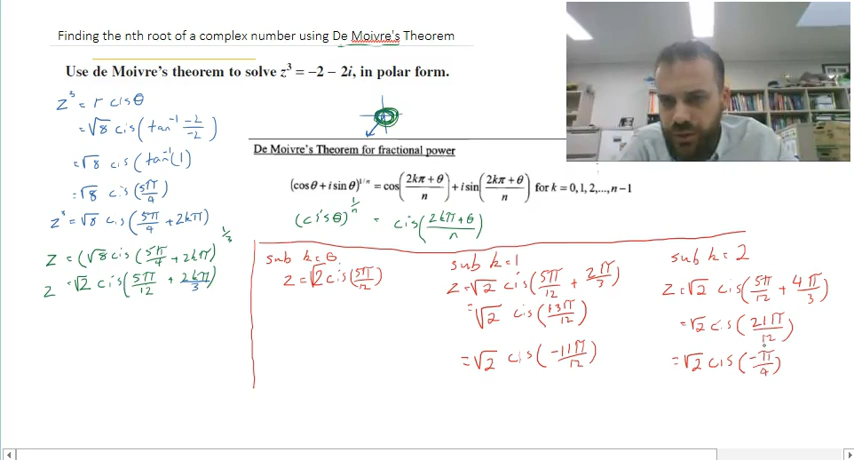 Finding the nth root of a complex number using De Moivre's Theorem
Use de Moivre's theorem to solve z³ = −2 − 2i, in polar form.
z³ = r cisθ
= √8 cis(tan⁻¹ -2/-2)
= √8 cis(tan⁻¹(1))
= √8 cis(5π/4)
z³ = √8 cis(5π/4 + 2kπ)
z = (√8 cis(5π/4 + 2kπ))^1/3
z = √2 cis(5π/12 + 2kπ/3)
De Moivre's Theorem for fractional power
(cosθ + i sinθ)^1/n = cos(2kπ + θ / n) + i sin(2kπ + θ / n) for k = 0, 1, 2, ..., n−1
(cisθ)^1/n = cis(2kπ + θ / n)
sub k = 0
z = √2 cis(5π/12)
sub k = 1
z = √2 cis(5π/12 + 2π/3)
= √2 cis(13π/12)
= √2 cis(-11π/12)
sub k = 2
z = √2 cis(5π/12 + 4π/3)
= √2 cis(21π/12)
= √2 cis(-π/4)